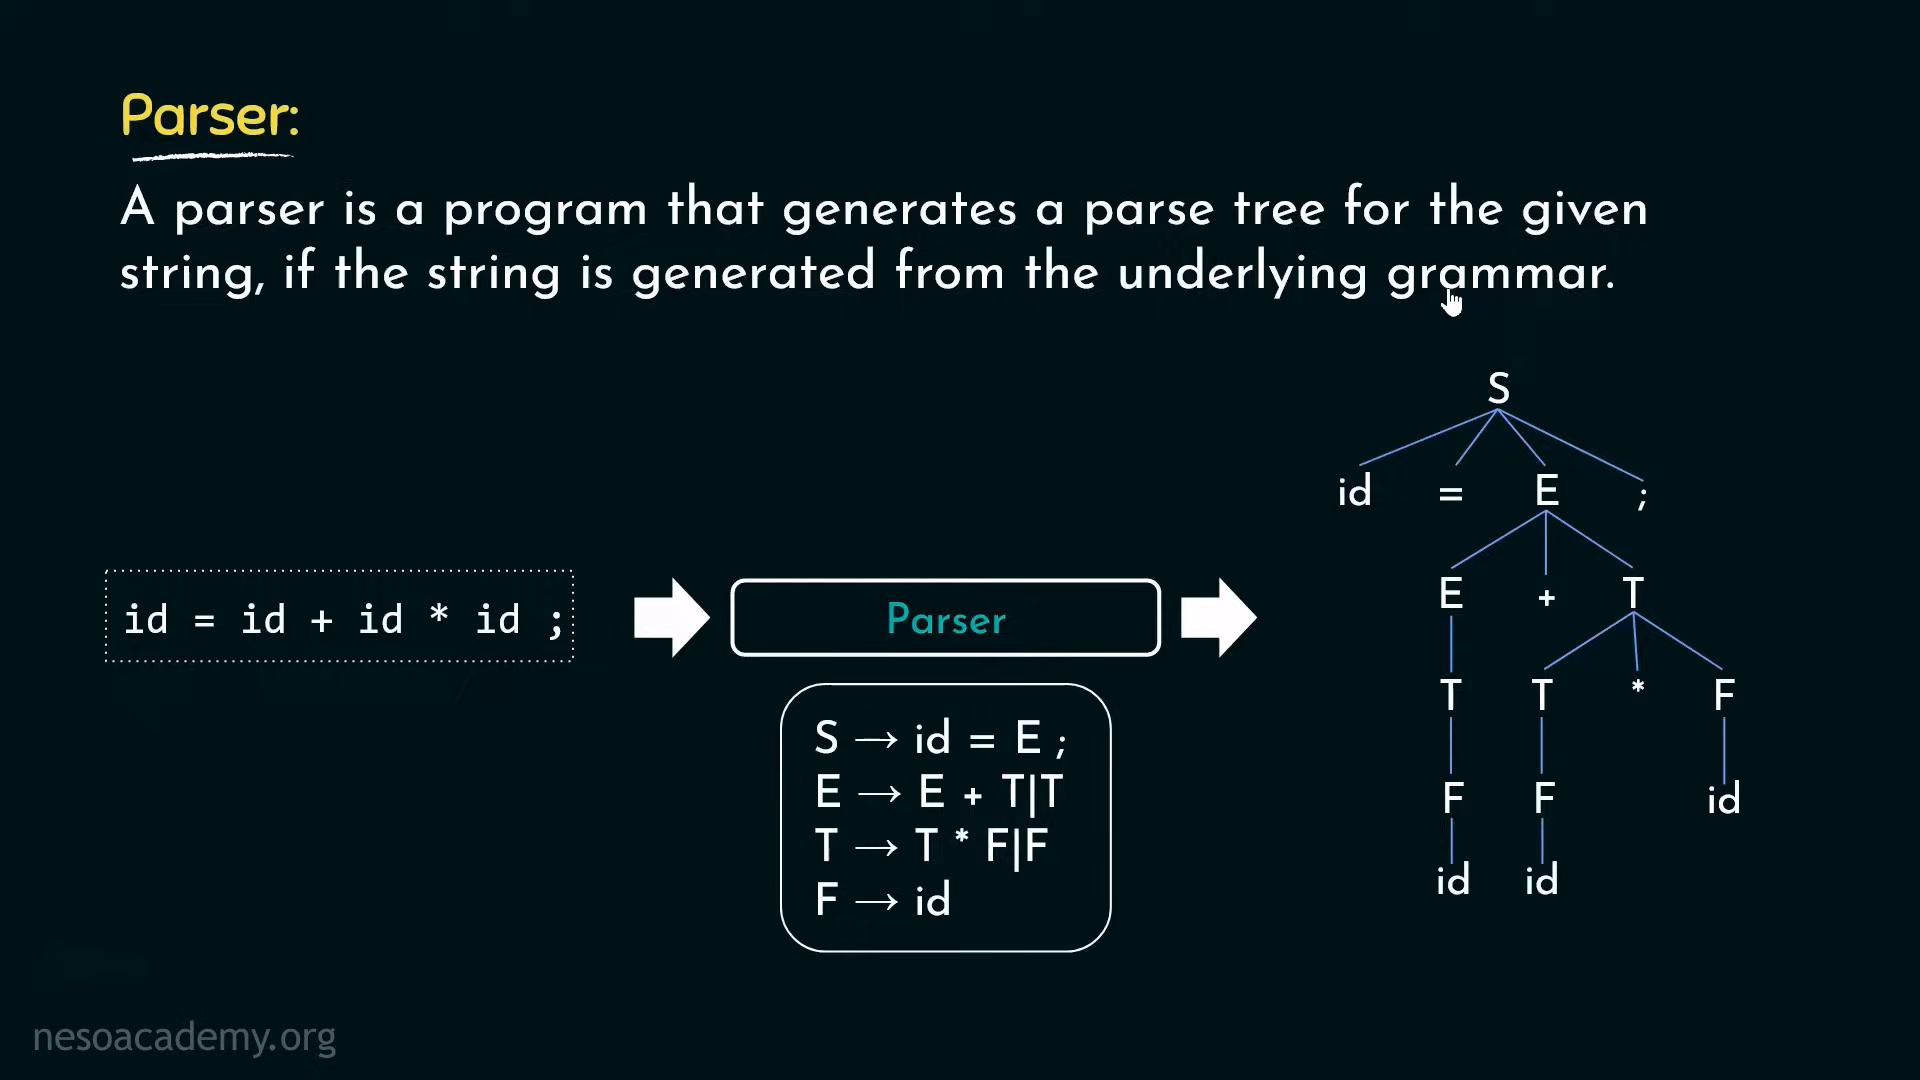 Parser:
A parser is a program that generates a parse tree for the given
string, if the string is generated from the underlying grammar.
id = id + id * id ;
Parser
S → id = E ;
E → E + T|T
T → T * F|F
F → id
S
id = E ;
E + T
T T * F
F F id
id id
nesoacademy.org